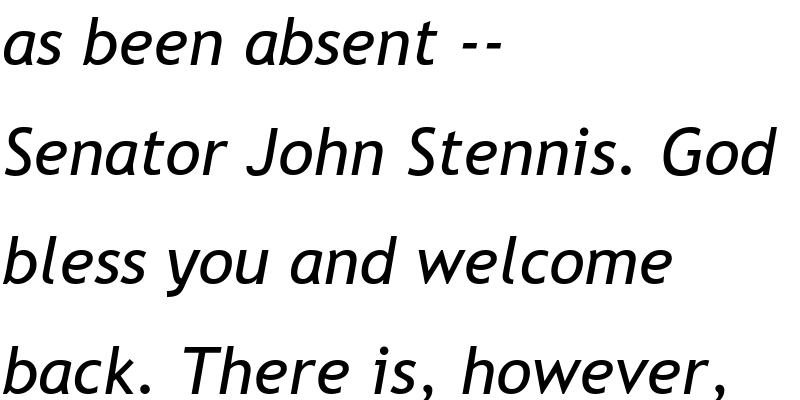 as been absent --
Senator John Stennis. God
bless you and welcome
back. There is, however,